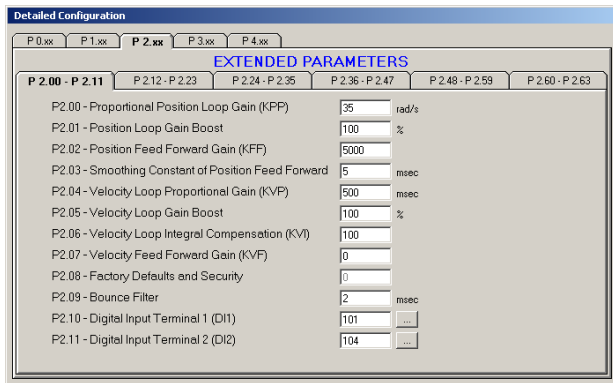 Detailed Configuration
P 0.xx P 1.xx P 2.xx P 3.xx P 4.xx
EXTENDED PARAMETERS
P 2.00 - P 2.11 P 2.12 - P 2.23 P 2.24 - P 2.35 P 2.36 - P 2.47 P 2.48 - P 2.59 P 2.60 - P 2.63
P2.00 - Proportional Position Loop Gain (KPP) 35 rad/s
P2.01 - Position Loop Gain Boost 100 %
P2.02 - Position Feed Forward Gain (KFF) 5000
P2.03 - Smoothing Constant of Position Feed Forward 5 msec
P2.04 - Velocity Loop Proportional Gain (KVP) 500 msec
P2.05 - Velocity Loop Gain Boost 100 %
P2.06 - Velocity Loop Integral Compensation (KVI) 100
P2.07 - Velocity Feed Forward Gain (KVF) 0
P2.08 - Factory Defaults and Security 0
P2.09 - Bounce Filter 2 msec
P2.10 - Digital Input Terminal 1 (DI1) 101 ...
P2.11 - Digital Input Terminal 2 (DI2) 104 ...